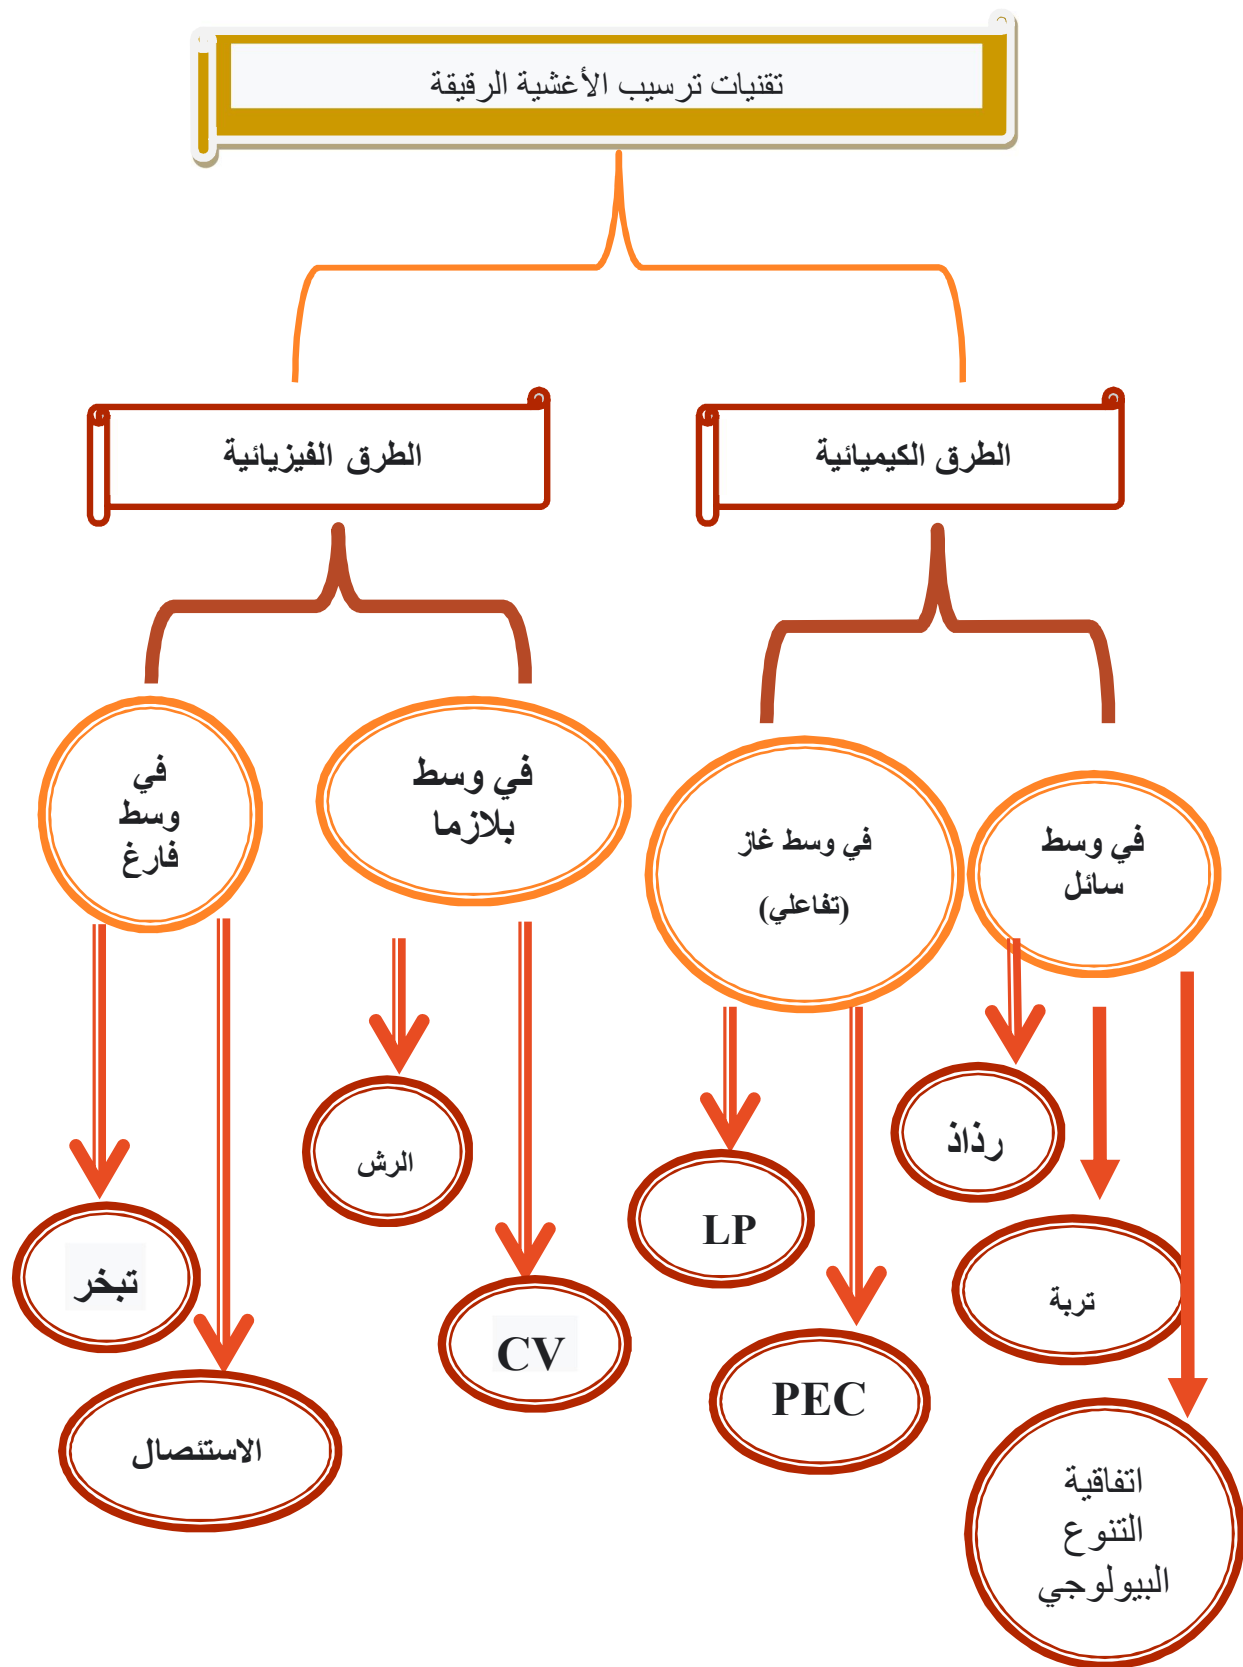 تقنيات ترسيب الأغشية الرقيقة
الطرق الكيميائية
الطرق الفيزيائية
في وسط
سائل
في وسط غاز
(تفاعلي)
في وسط
بلازما
في
وسط
فارغ
رذاذ
تربة
اتفاقية
التنوع
البيولوجي
LP
PEC
الرش
CV
تبخر
الاستئصال